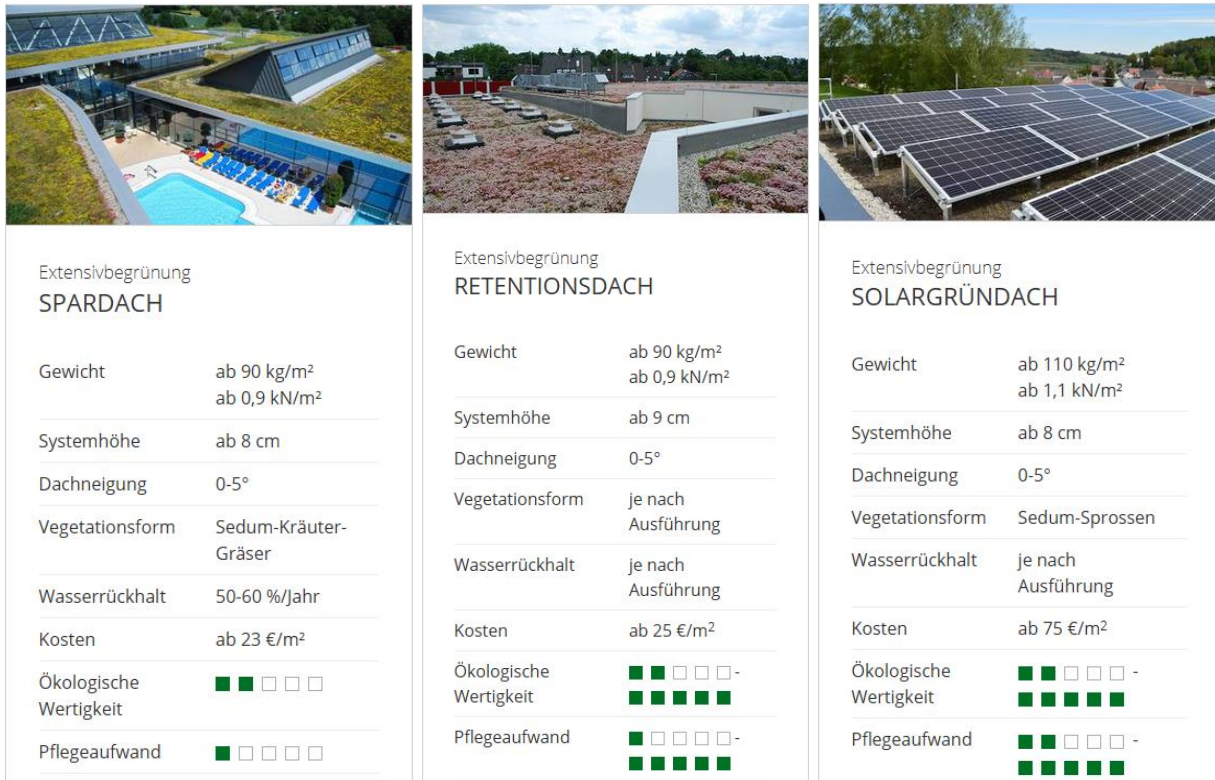 Extensivbegrünung
SPARDACH
Gewicht ab 90 kg/m²
ab 0,9 kN/m²
Systemhöhe ab 8 cm
Dachneigung 0-5°
Vegetationsform Sedum-Kräuter-
Gräser
Wasserrückhalt 50-60 %/Jahr
Kosten ab 23 €/m²
Ökologische
Wertigkeit
Pflegeaufwand
Extensivbegrünung
RETENTIONSDACH
Gewicht ab 90 kg/m²
ab 0,9 kN/m²
Systemhöhe ab 9 cm
Dachneigung 0-5°
Vegetationsform je nach
Ausführung
Wasserrückhalt je nach
Ausführung
Kosten ab 25 €/m²
Ökologische -
Wertigkeit
Pflegeaufwand -
Extensivbegrünung
SOLARGRÜNDACH
Gewicht ab 110 kg/m²
ab 1,1 kN/m²
Systemhöhe ab 8 cm
Dachneigung 0-5°
Vegetationsform Sedum-Sprossen
Wasserrückhalt je nach
Ausführung
Kosten ab 75 €/m²
Ökologische -
Wertigkeit
Pflegeaufwand -